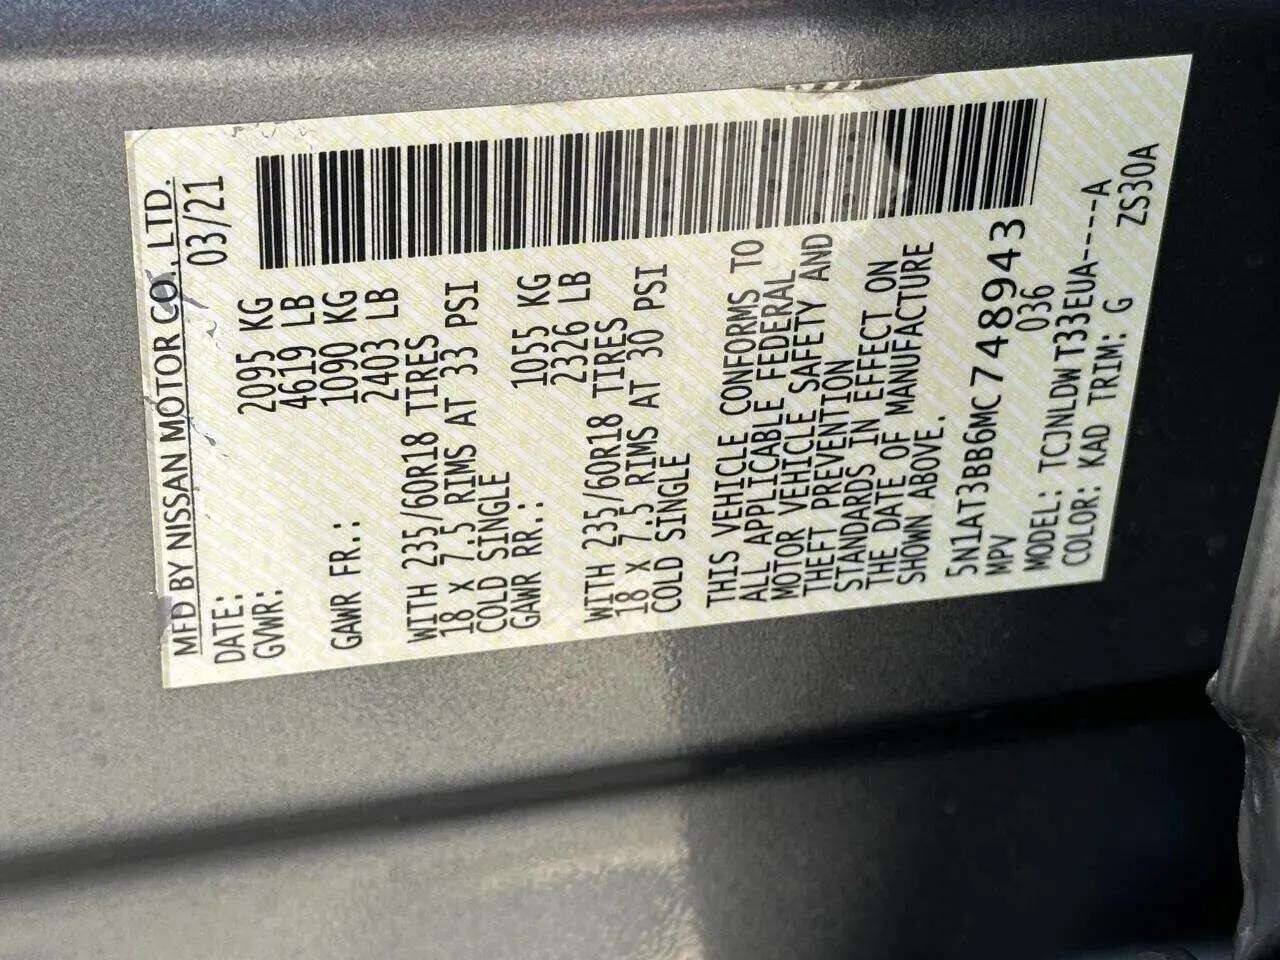 MFD BY NISSAN MOTOR CO., LTD.
DATE: 03/21
GVWR: 2095 KG
4619 LB
GAWR FR.: 1090 KG
2403 LB
WITH 235/60R18 TIRES
18 X 7.5 RIMS AT 33 PSI
COLD SINGLE
GAWR RR.: 1055 KG
2326 LB
WITH 235/60R18 TIRES
18 X 7.5 RIMS AT 30 PSI
COLD SINGLE
THIS VEHICLE CONFORMS TO
ALL APPLICABLE FEDERAL
MOTOR VEHICLE SAFETY AND
THEFT PREVENTION
STANDARDS IN EFFECT ON
THE DATE OF MANUFACTURE
SHOWN ABOVE.
5N1AT3BB6MC748943
MPV 036
MODEL: TCJNLDWT33EUA-----A
COLOR: KAD TRIM: G ZS30A